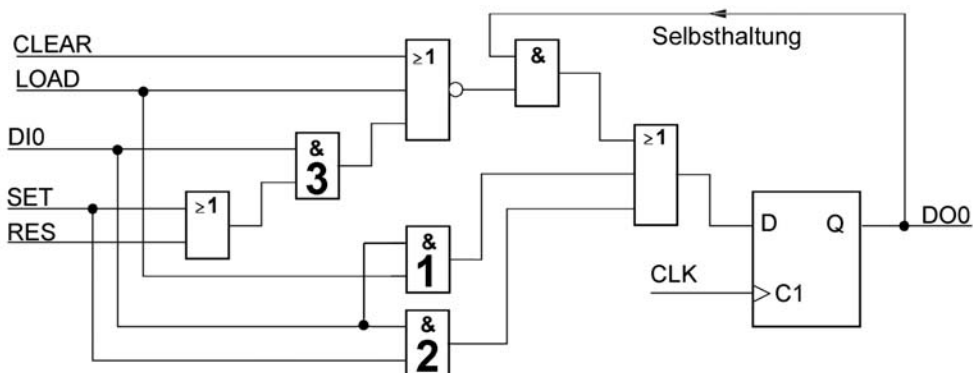 CLEAR
LOAD
DI0
SET
RES
≥1
&
3
≥1
&
Selbsthaltung
&
1
&
2
≥1
D
Q
CLK
C1
DO0